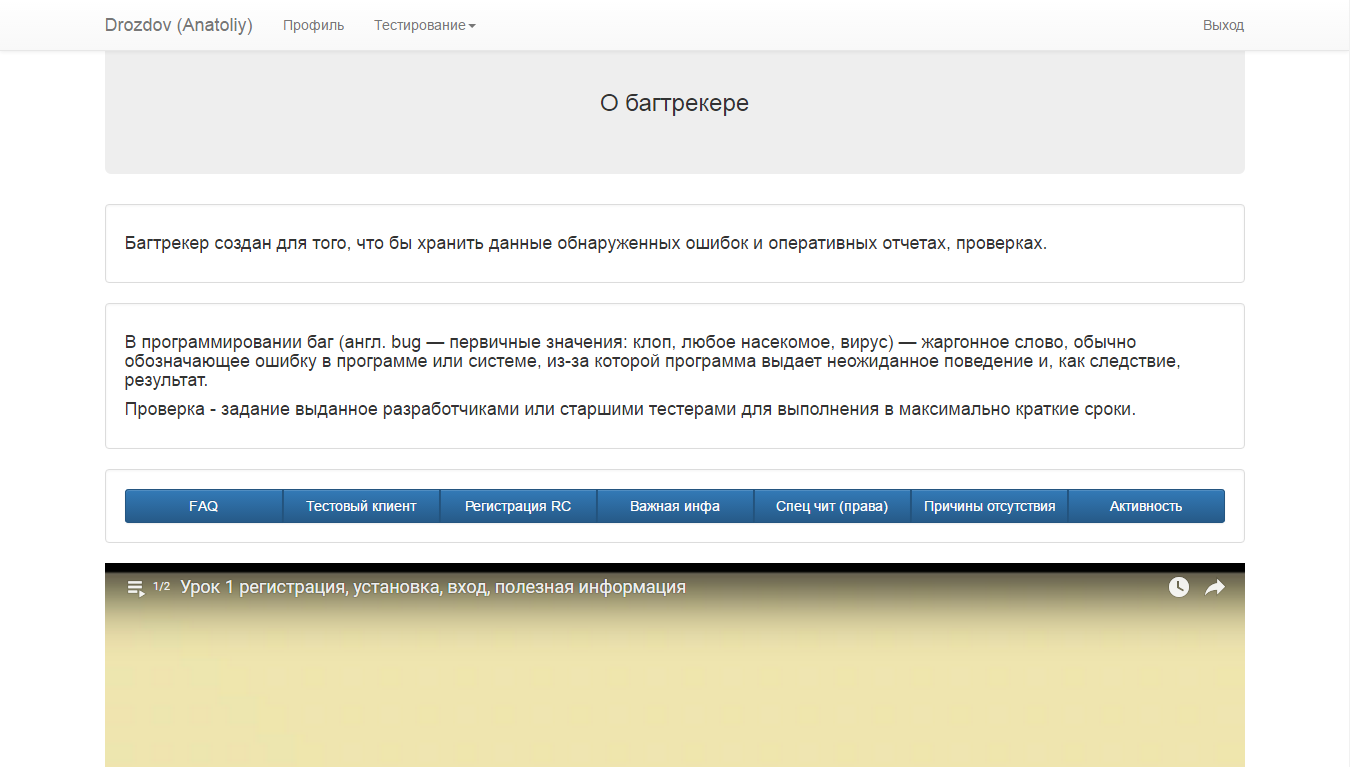 Drozdov (Anatoliy) Профиль Тестирование Выход
О багтрекере
Багтрекер создан для того, что бы хранить данные обнаруженных ошибок и оперативных отчетах, проверках.
В программировании баг (англ. bug — первичные значения: клоп, любое насекомое, вирус) — жаргонное слово, обычно
обозначающее ошибку в программе или системе, из-за которой программа выдает неожиданное поведение и, как следствие,
результат.
Проверка - задание выданное разработчиками или старшими тестерами для выполнения в максимально краткие сроки.
FAQ Тестовый клиент Регистрация RC Важная инфа Спец чит (права) Причины отсутствия Активность
1/2 Урок 1 регистрация, установка, вход, полезная информация